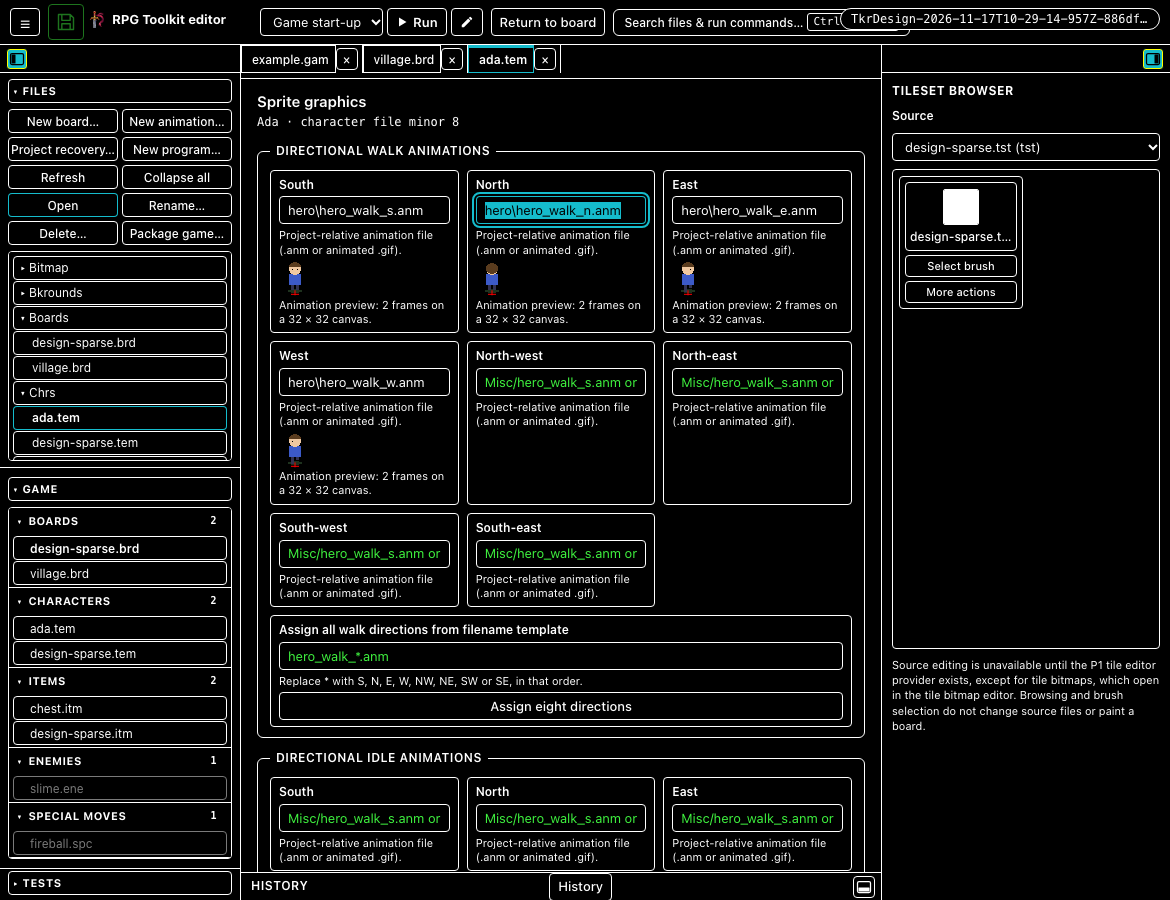 RPG Toolkit editor
Game start-up
Run
Return to board
Search files & run commands...
Ctrl
TkrDesign-2026-11-17T10-29-14-957Z-886df...
FILES
New board...
New animation...
Project recovery...
New program...
Refresh
Collapse all
Open
Rename...
Delete...
Package game...
Bitmap
Bkrounds
Boards
design-sparse.brd
village.brd
Chrs
ada.tem
design-sparse.tem
GAME
BOARDS 2
design-sparse.brd
village.brd
CHARACTERS 2
ada.tem
design-sparse.tem
ITEMS 2
chest.itm
design-sparse.itm
ENEMIES 1
slime.ene
SPECIAL MOVES 1
fireball.spc
TESTS
example.gam ×
village.brd ×
ada.tem ×
Sprite graphics
Ada · character file minor 8
DIRECTIONAL WALK ANIMATIONS
South
hero\hero_walk_s.anm
Project-relative animation file
(.anm or animated .gif).
Animation preview: 2 frames on
a 32 × 32 canvas.
North
hero\hero_walk_n.anm
Project-relative animation file
(.anm or animated .gif).
Animation preview: 2 frames on
a 32 × 32 canvas.
East
hero\hero_walk_e.anm
Project-relative animation file
(.anm or animated .gif).
Animation preview: 2 frames on
a 32 × 32 canvas.
West
hero\hero_walk_w.anm
Project-relative animation file
(.anm or animated .gif).
Animation preview: 2 frames on
a 32 × 32 canvas.
North-west
Misc/hero_walk_s.anm or
Project-relative animation file
(.anm or animated .gif).
North-east
Misc/hero_walk_s.anm or
Project-relative animation file
(.anm or animated .gif).
South-west
Misc/hero_walk_s.anm or
Project-relative animation file
(.anm or animated .gif).
South-east
Misc/hero_walk_s.anm or
Project-relative animation file
(.anm or animated .gif).
Assign all walk directions from filename template
hero_walk_*.anm
Replace * with S, N, E, W, NW, NE, SW or SE, in that order.
Assign eight directions
DIRECTIONAL IDLE ANIMATIONS
South
Misc/hero_walk_s.anm or
Project-relative animation file
(.anm or animated .gif).
North
Misc/hero_walk_s.anm or
Project-relative animation file
(.anm or animated .gif).
East
Misc/hero_walk_s.anm or
Project-relative animation file
(.anm or animated .gif).
HISTORY
History
TILESET BROWSER
Source
design-sparse.tst (tst)
design-sparse.t...
Select brush
More actions
Source editing is unavailable until the P1 tile editor
provider exists, except for tile bitmaps, which open
in the tile bitmap editor. Browsing and brush
selection do not change source files or paint a
board.